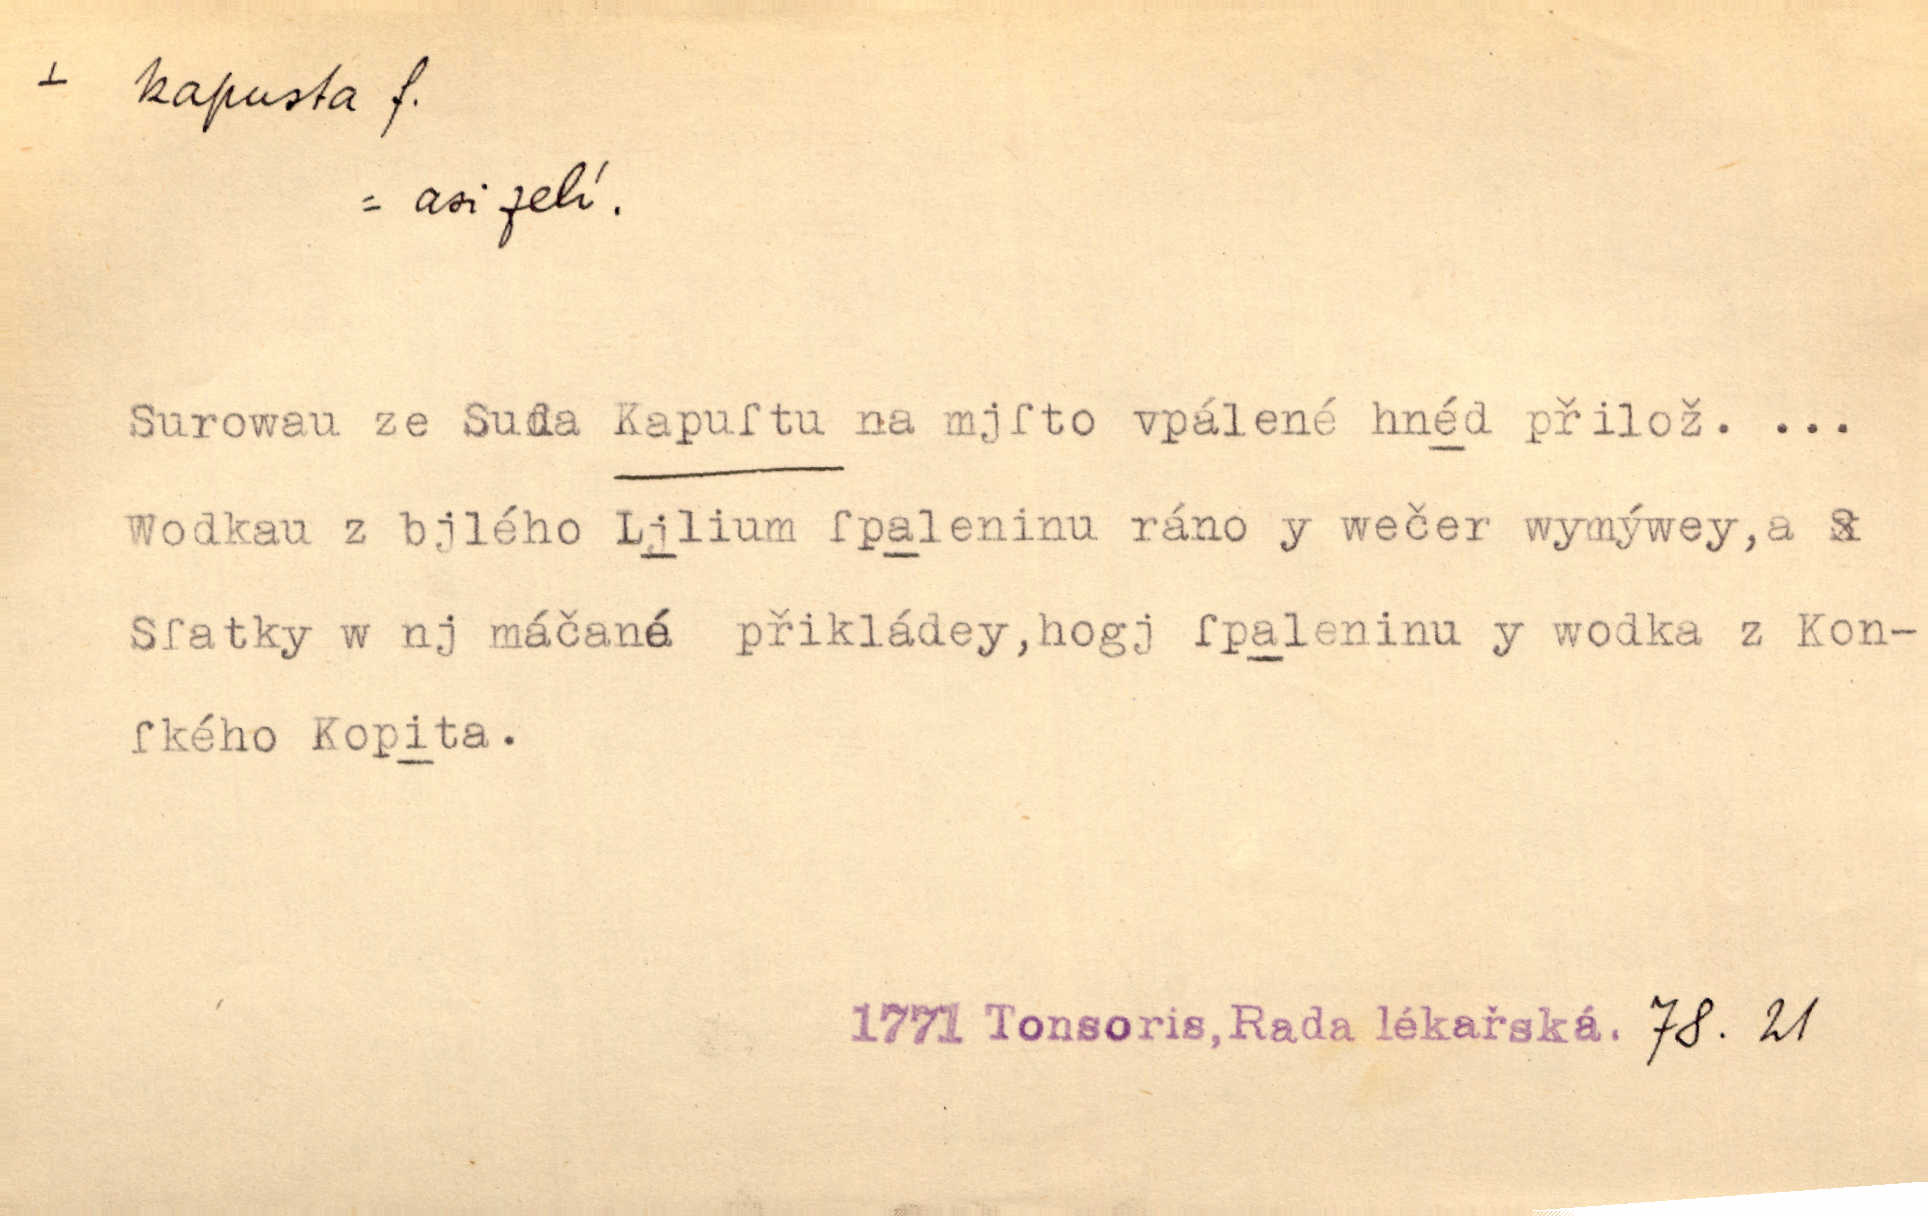 ⊥ kapusta f.
= asi zelí.
Surowau ze Suda Kapuſtu na mjſto vpálené hnéd přilož. ...
Wodkau z bjlého Ljlium ſpaleninu ráno y wečer wymýwey,a
Sſatky w nj máčané přikládey,hogj ſpaleninu y wodka z Kon-
ſkého Kopita.
1771 Tonsoris,Rada lékařská. 78. 21